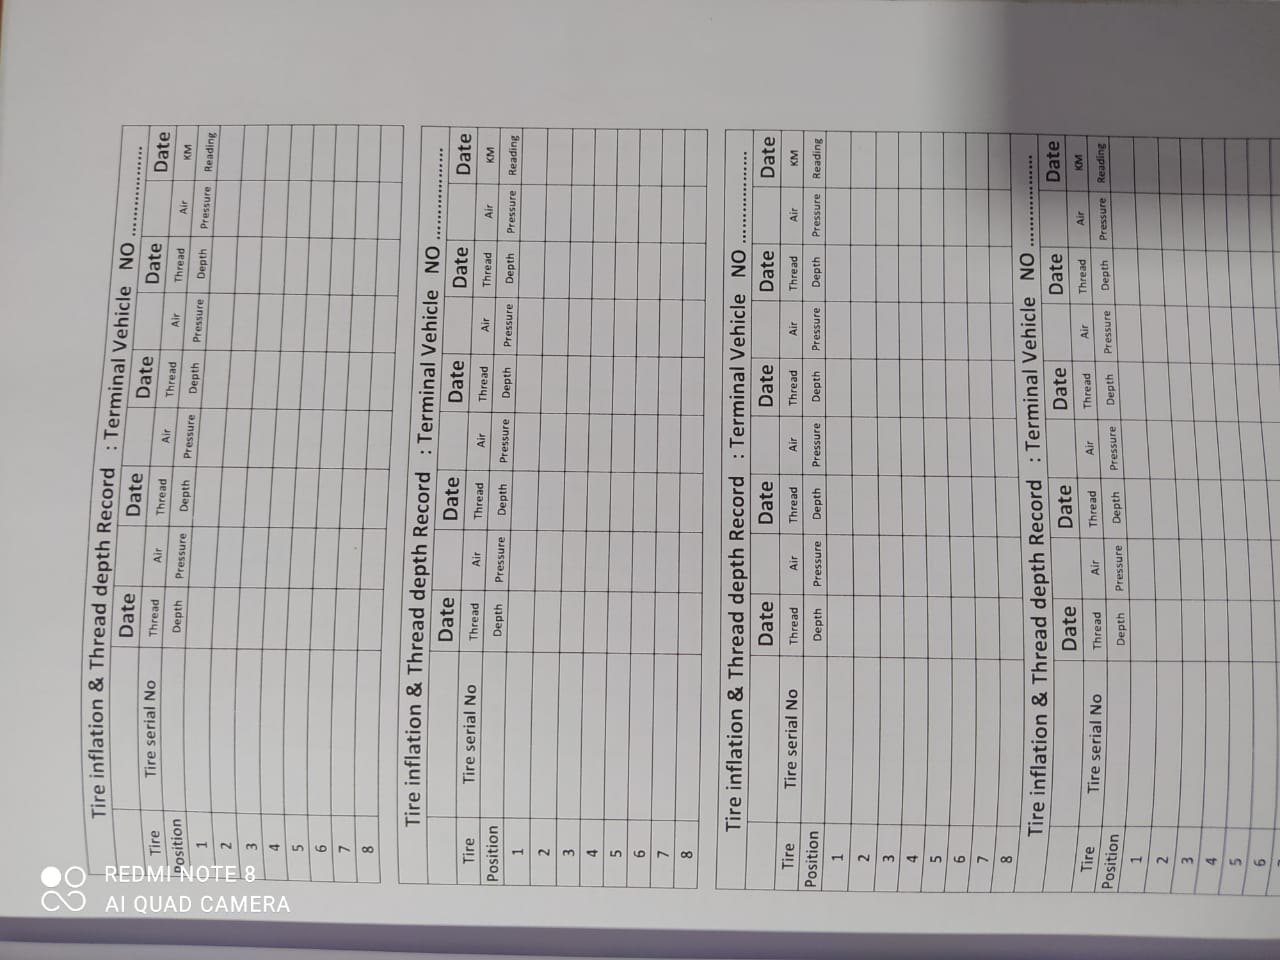 Tire inflation & Thread depth Record : Terminal Vehicle NO ................
Date Date Date Date Date
Tire Tire serial No Thread Air Thread Air Thread Air Thread Air KM
Position Depth Pressure Depth Pressure Depth Pressure Depth Pressure Reading
1
2
3
4
5
6
7
8
Tire inflation & Thread depth Record : Terminal Vehicle NO ................
Date Date Date Date Date
Tire Tire serial No Thread Air Thread Air Thread Air Thread Air KM
Position Depth Pressure Depth Pressure Depth Pressure Depth Pressure Reading
1
2
3
4
5
6
7
8
Tire inflation & Thread depth Record : Terminal Vehicle NO ................
Date Date Date Date Date
Tire Tire serial No Thread Air Thread Air Thread Air Thread Air KM
Position Depth Pressure Depth Pressure Depth Pressure Depth Pressure Reading
1
2
3
4
5
6
7
8
Tire inflation & Thread depth Record : Terminal Vehicle NO ................
Date Date Date Date Date
Tire Tire serial No Thread Air Thread Air Thread Air Thread Air KM
Position Depth Pressure Depth Pressure Depth Pressure Depth Pressure Reading
1
2
3
4
5
6
REDMI NOTE 8
AI QUAD CAMERA